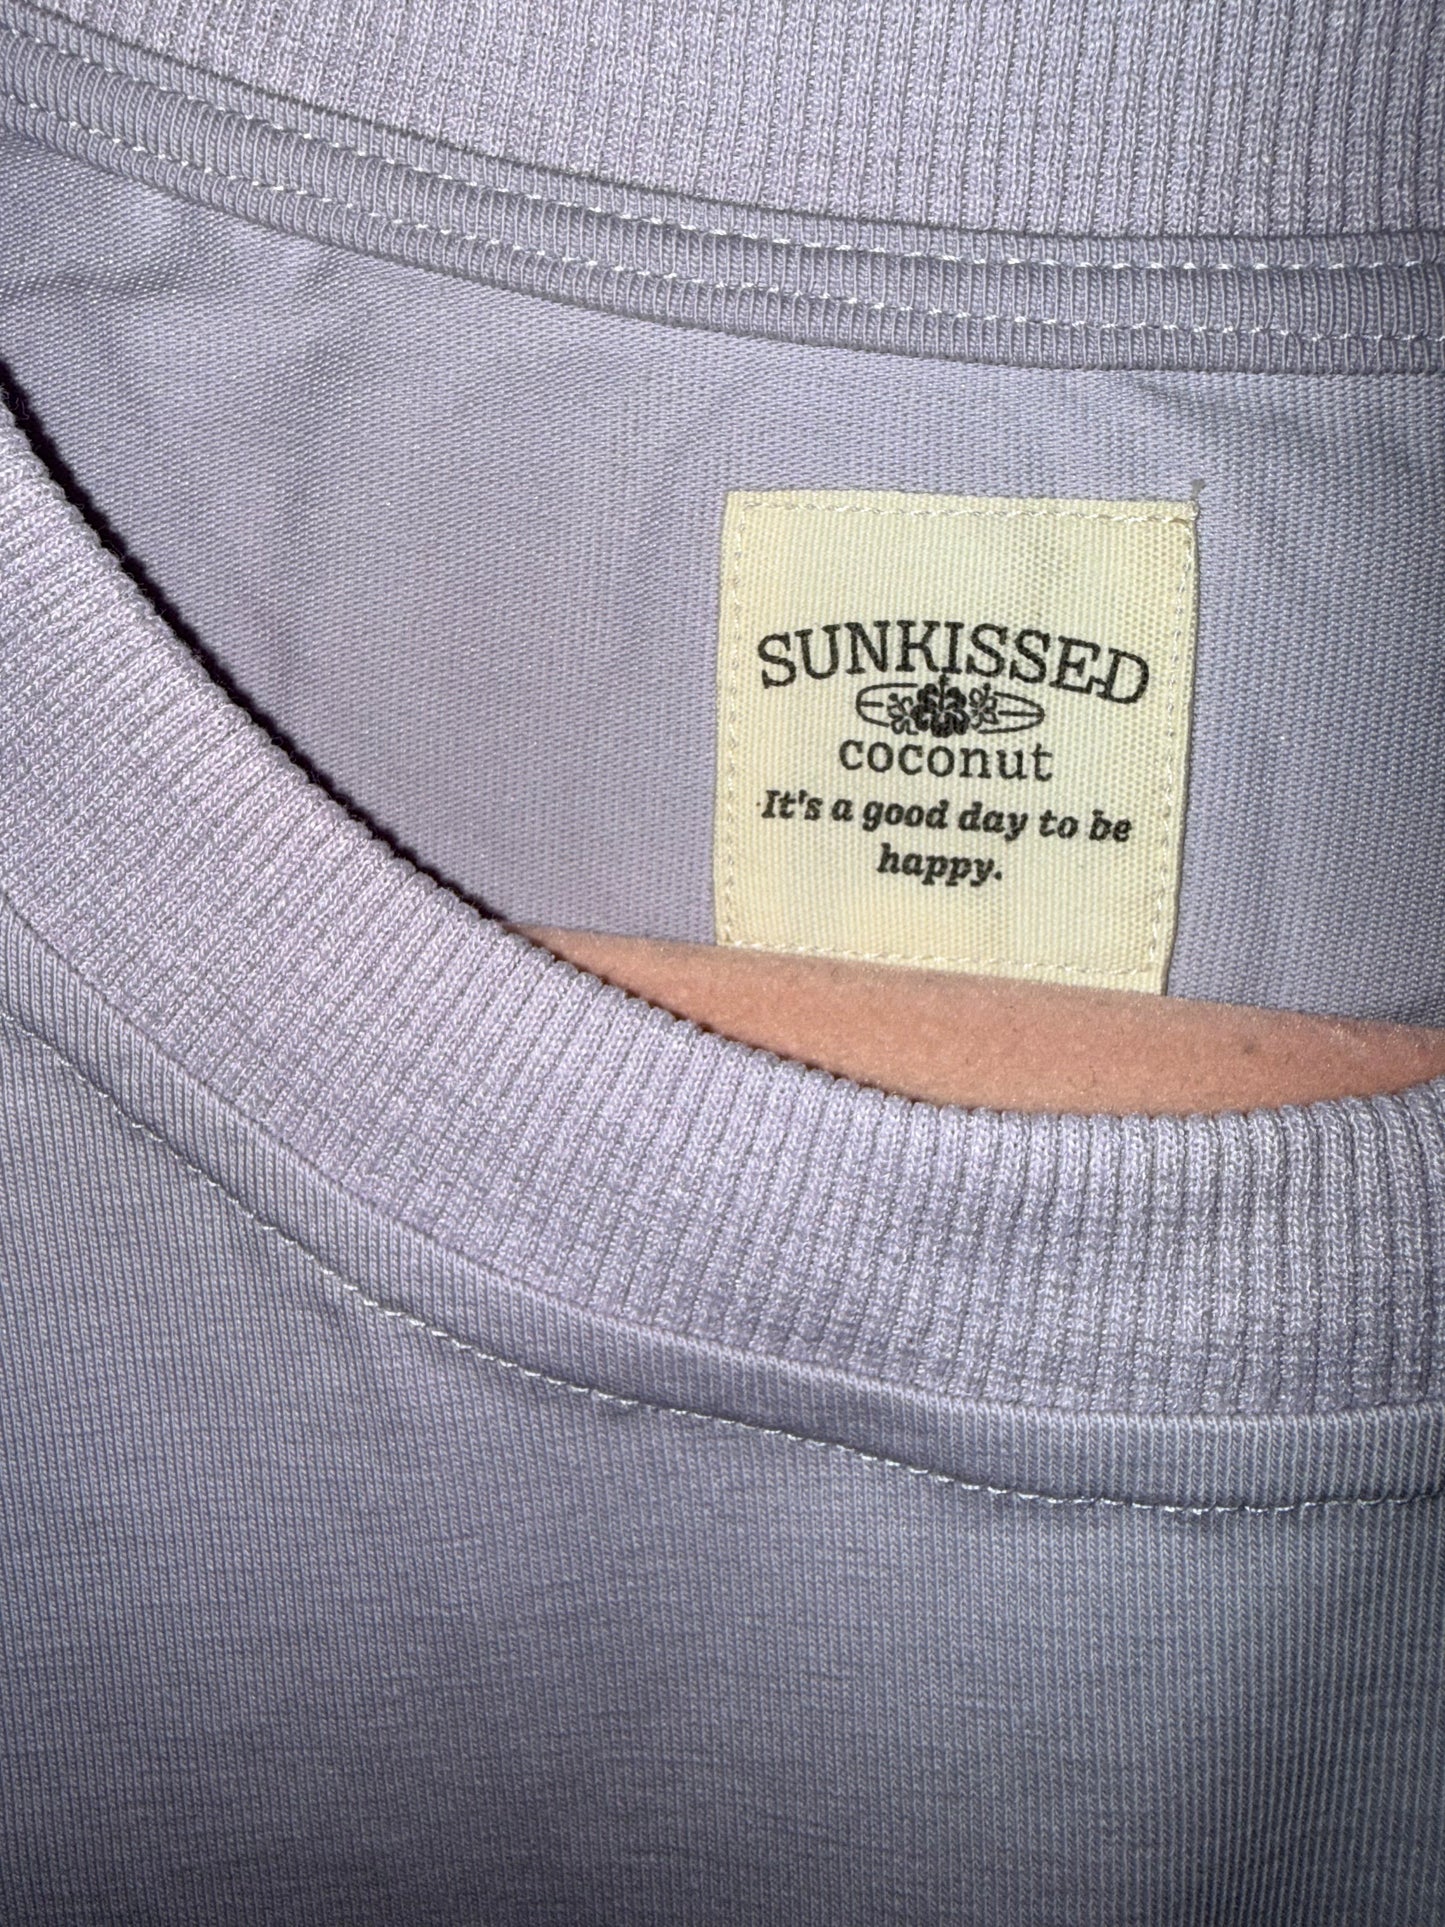 SUNKISSED
coconut
It's a good day to be
happy.